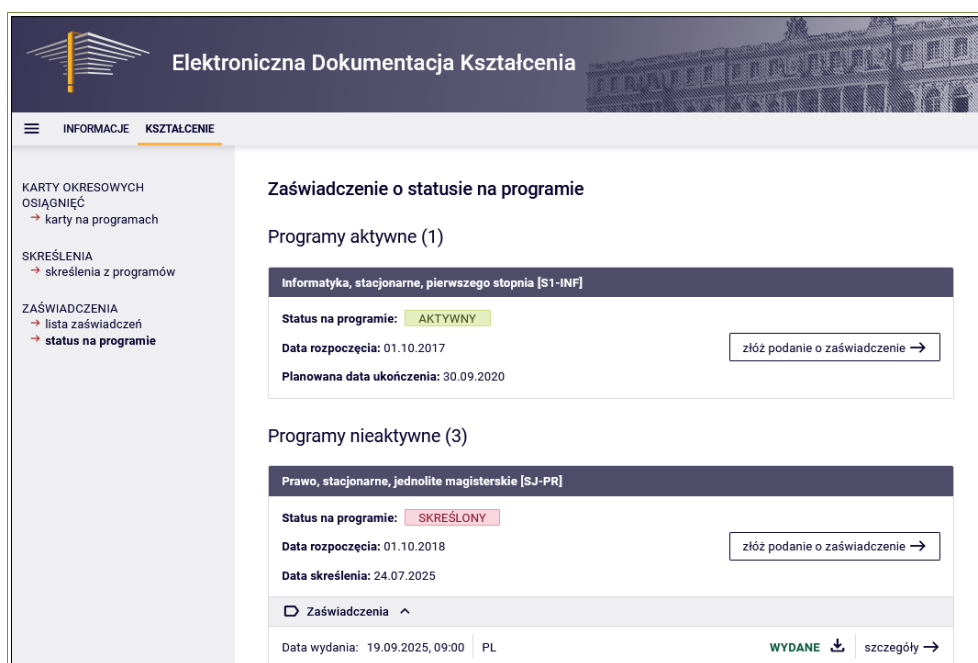 Elektroniczna Dokumentacja Kształcenia
INFORMACJE KSZTAŁCENIE
KARTY OKRESOWYCH
OSIĄGNIĘĆ
→ karty na programach
SKREŚLENIA
→ skreślenia z programów
ZAŚWIADCZENIA
→ lista zaświadczeń
→ status na programie
Zaświadczenie o statusie na programie
Programy aktywne (1)
Informatyka, stacjonarne, pierwszego stopnia [S1-INF]
Status na programie: AKTYWNY
Data rozpoczęcia: 01.10.2017
złóż podanie o zaświadczenie →
Planowana data ukończenia: 30.09.2020
Programy nieaktywne (3)
Prawo, stacjonarne, jednolite magisterskie [SJ-PR]
Status na programie: SKREŚLONY
Data rozpoczęcia: 01.10.2018
złóż podanie o zaświadczenie →
Data skreślenia: 24.07.2025
Zaświadczenia
Data wydania: 19.09.2025, 09:00 PL WYDANE szczegóły →